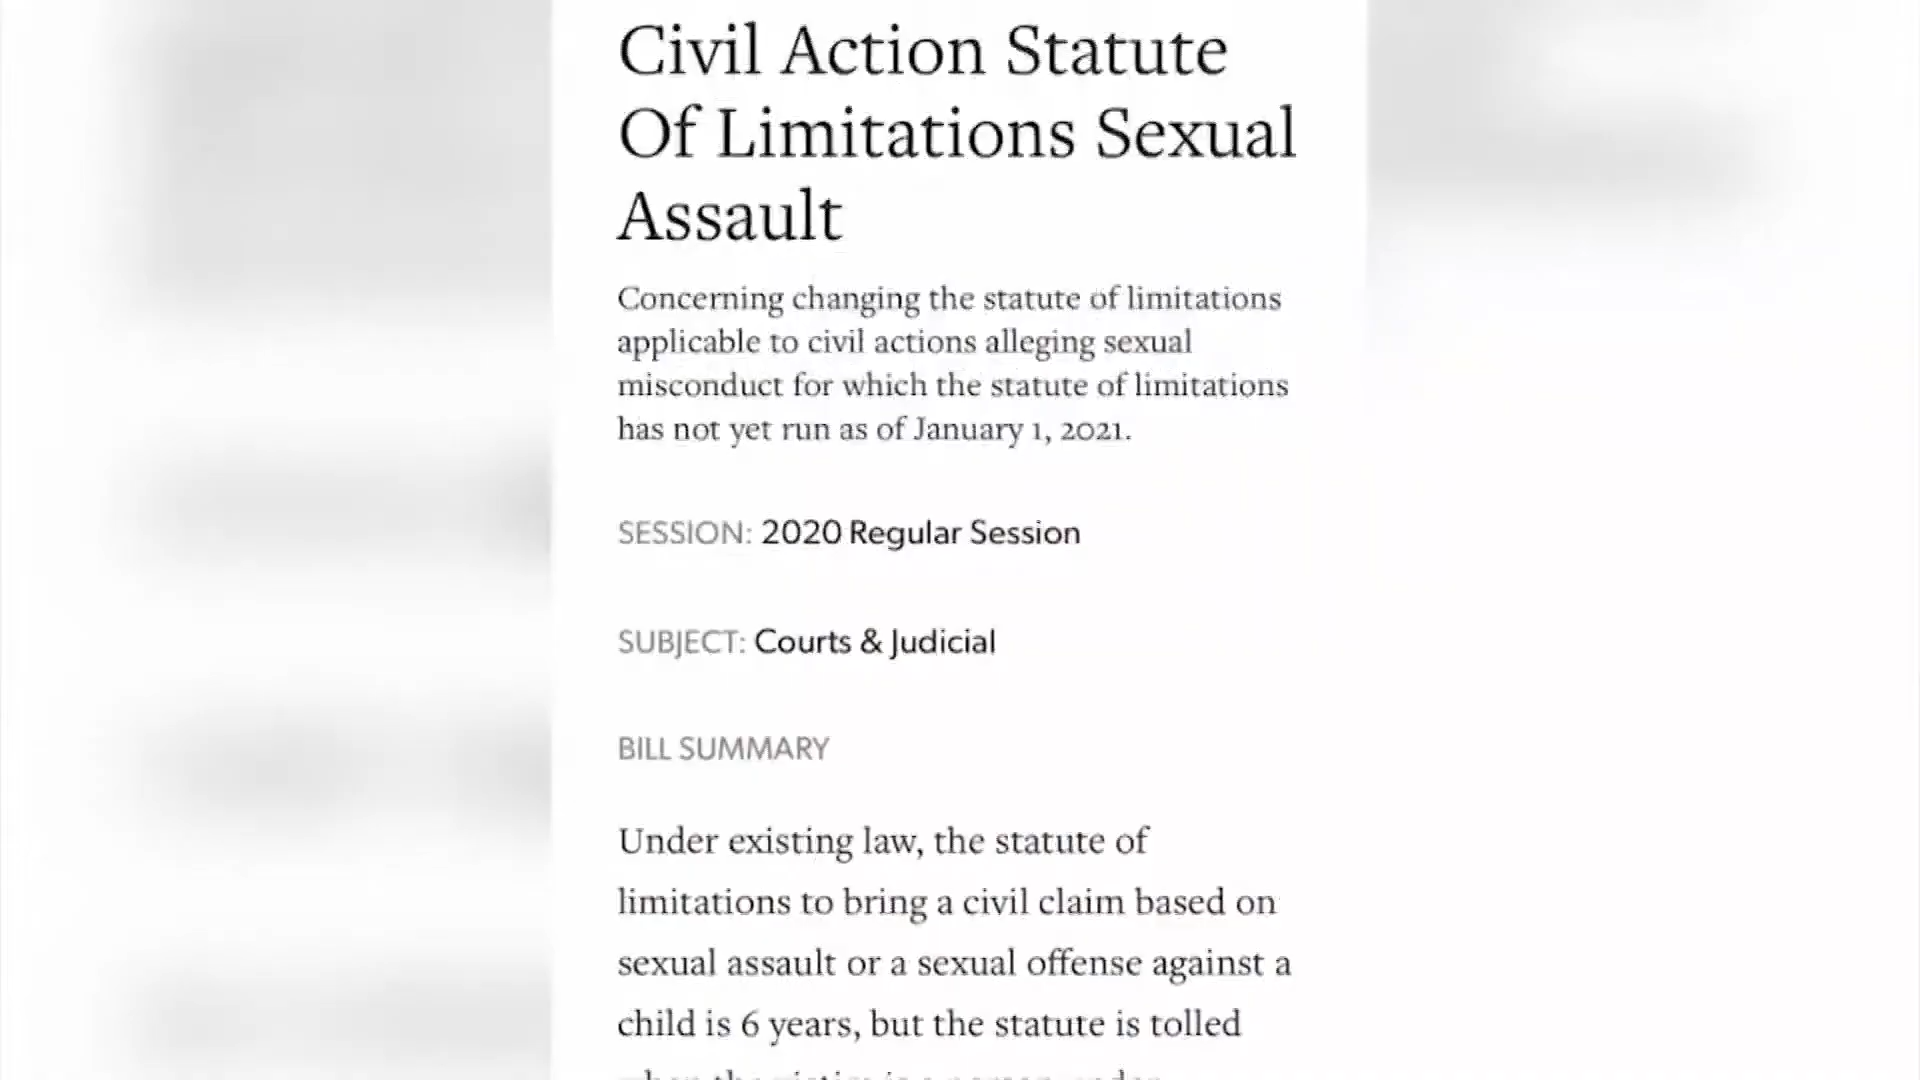 Civil Action Statute
Of Limitations Sexual
Assault
Concerning changing the statute of limitations
applicable to civil actions alleging sexual
misconduct for which the statute of limitations
has not yet run as of January 1, 2021.
SESSION: 2020 Regular Session
SUBJECT: Courts & Judicial
BILL SUMMARY
Under existing law, the statute of
limitations to bring a civil claim based on
sexual assault or a sexual offense against a
child is 6 years, but the statute is tolled